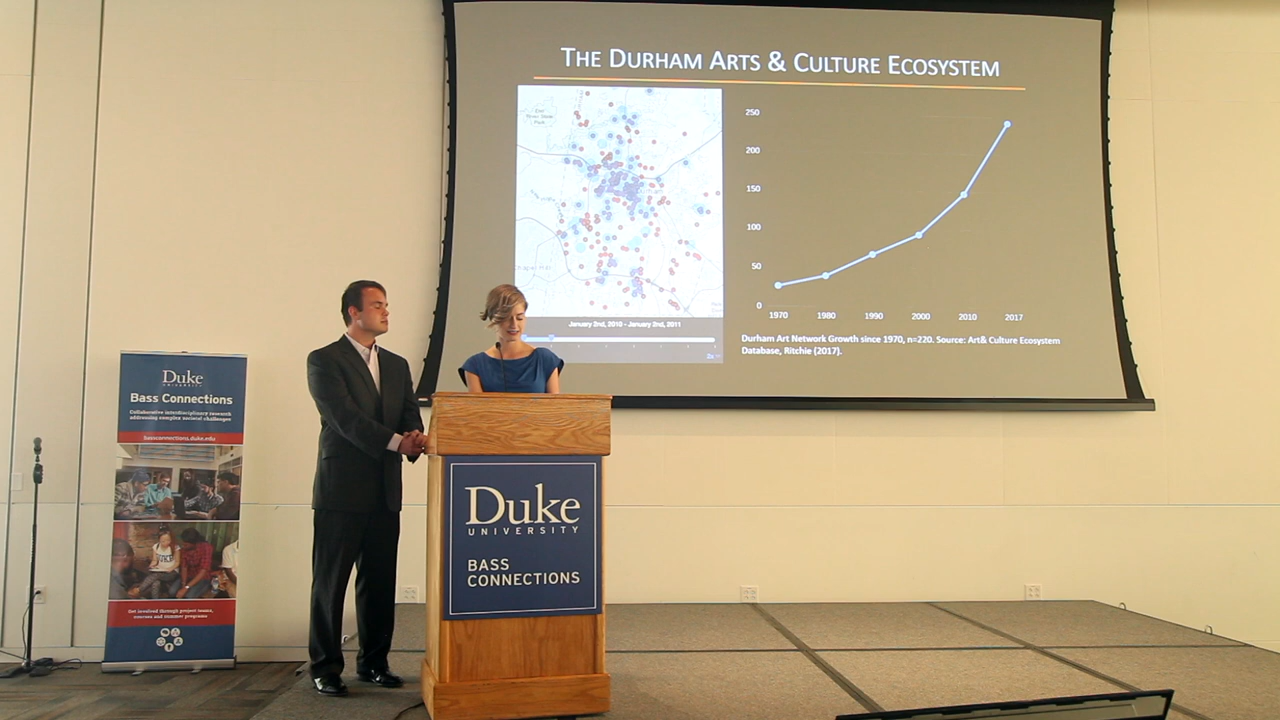 THE DURHAM ARTS & CULTURE ECOSYSTEM
250
200
150
100
50
0
1970
1980
1990
2000
2010
2017
January 2nd, 2010 - January 2nd, 2011
Durham Art Network Growth since 1970, n=220. Source: Art& Culture Ecosystem
Database, Ritchie (2017).
Duke
UNIVERSITY
Bass Connections
Collaborative interdisciplinary research
addressing complex societal challenges
bassconnections.duke.edu
Get involved through project teams,
courses and summer programs
Duke
UNIVERSITY
BASS
CONNECTIONS